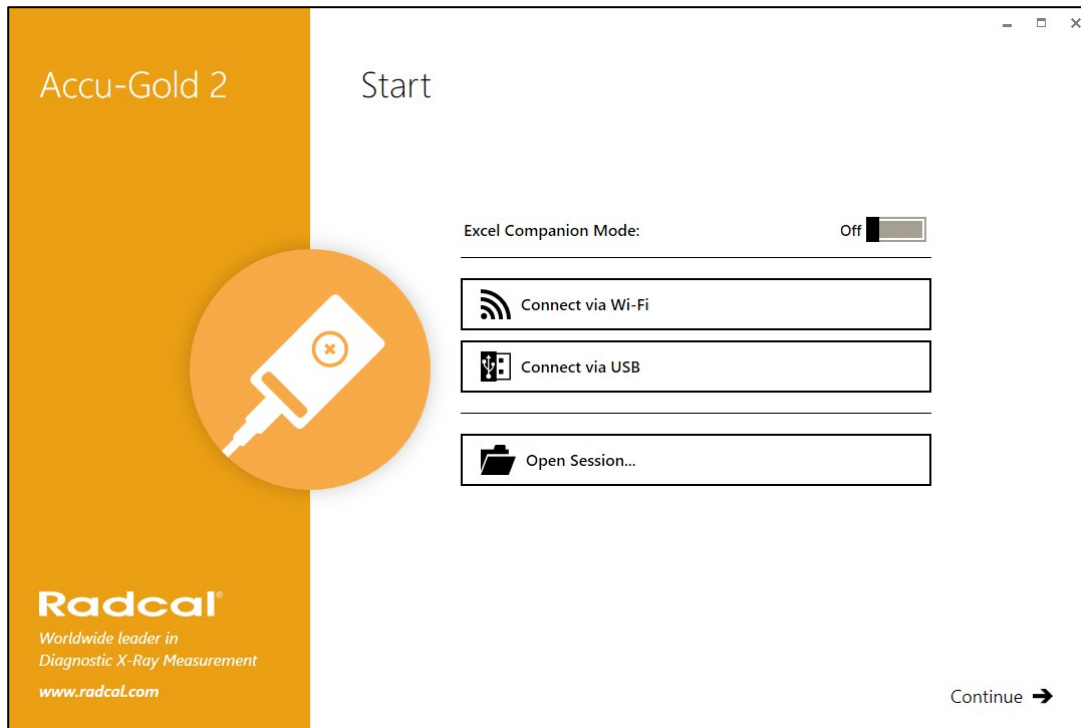 Accu-Gold 2
Start
Excel Companion Mode:
Off
Connect via Wi-Fi
Connect via USB
Open Session...
Radcal®
Worldwide leader in
Diagnostic X-Ray Measurement
www.radcal.com
Continue